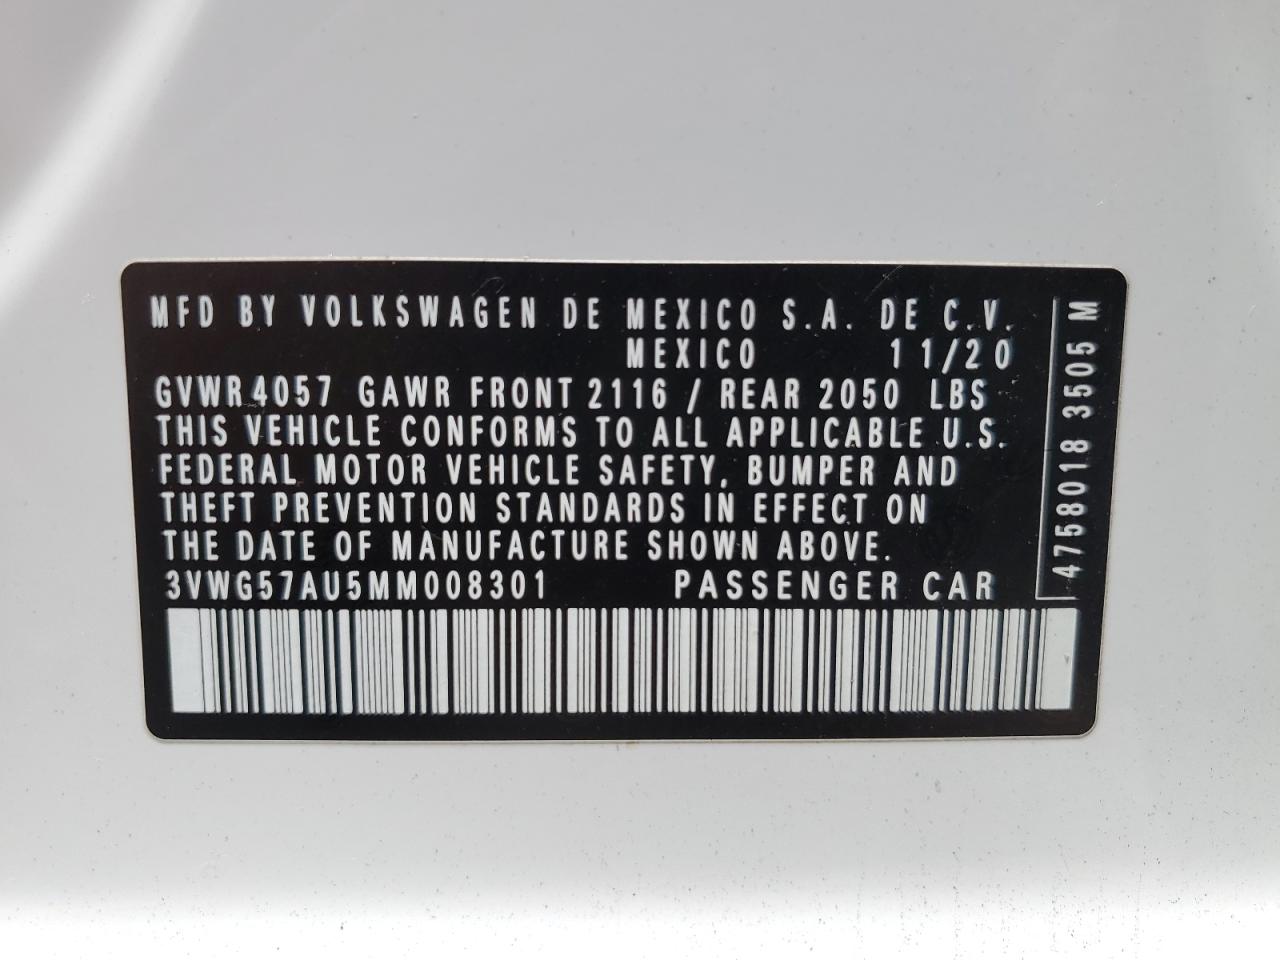 MFD BY VOLKSWAGEN DE MEXICO S.A. DE C.V.
MEXICO 11/20
GVWR 4057 GAWR FRONT 2116 / REAR 2050 LBS
THIS VEHICLE CONFORMS TO ALL APPLICABLE U.S.
FEDERAL MOTOR VEHICLE SAFETY, BUMPER AND
THEFT PREVENTION STANDARDS IN EFFECT ON
THE DATE OF MANUFACTURE SHOWN ABOVE.
3VWG57AU5MM008301 PASSENGER CAR
4758018 3505 M